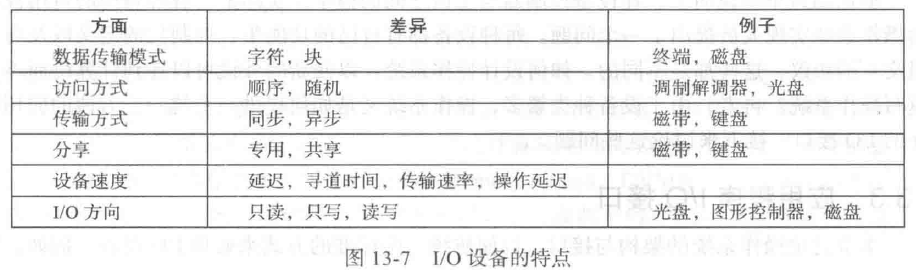 方面 差异 例子
数据传输模式 字符，块 终端，磁盘
访问方式 顺序，随机 调制解调器，光盘
传输方式 同步，异步 磁带，键盘
分享 专用，共享 磁带，键盘
设备速度 延迟，寻道时间，传输速率，操作延迟
I/O 方向 只读，只写，读写 光盘，图形控制器，磁盘
图 13-7 I/O 设备的特点